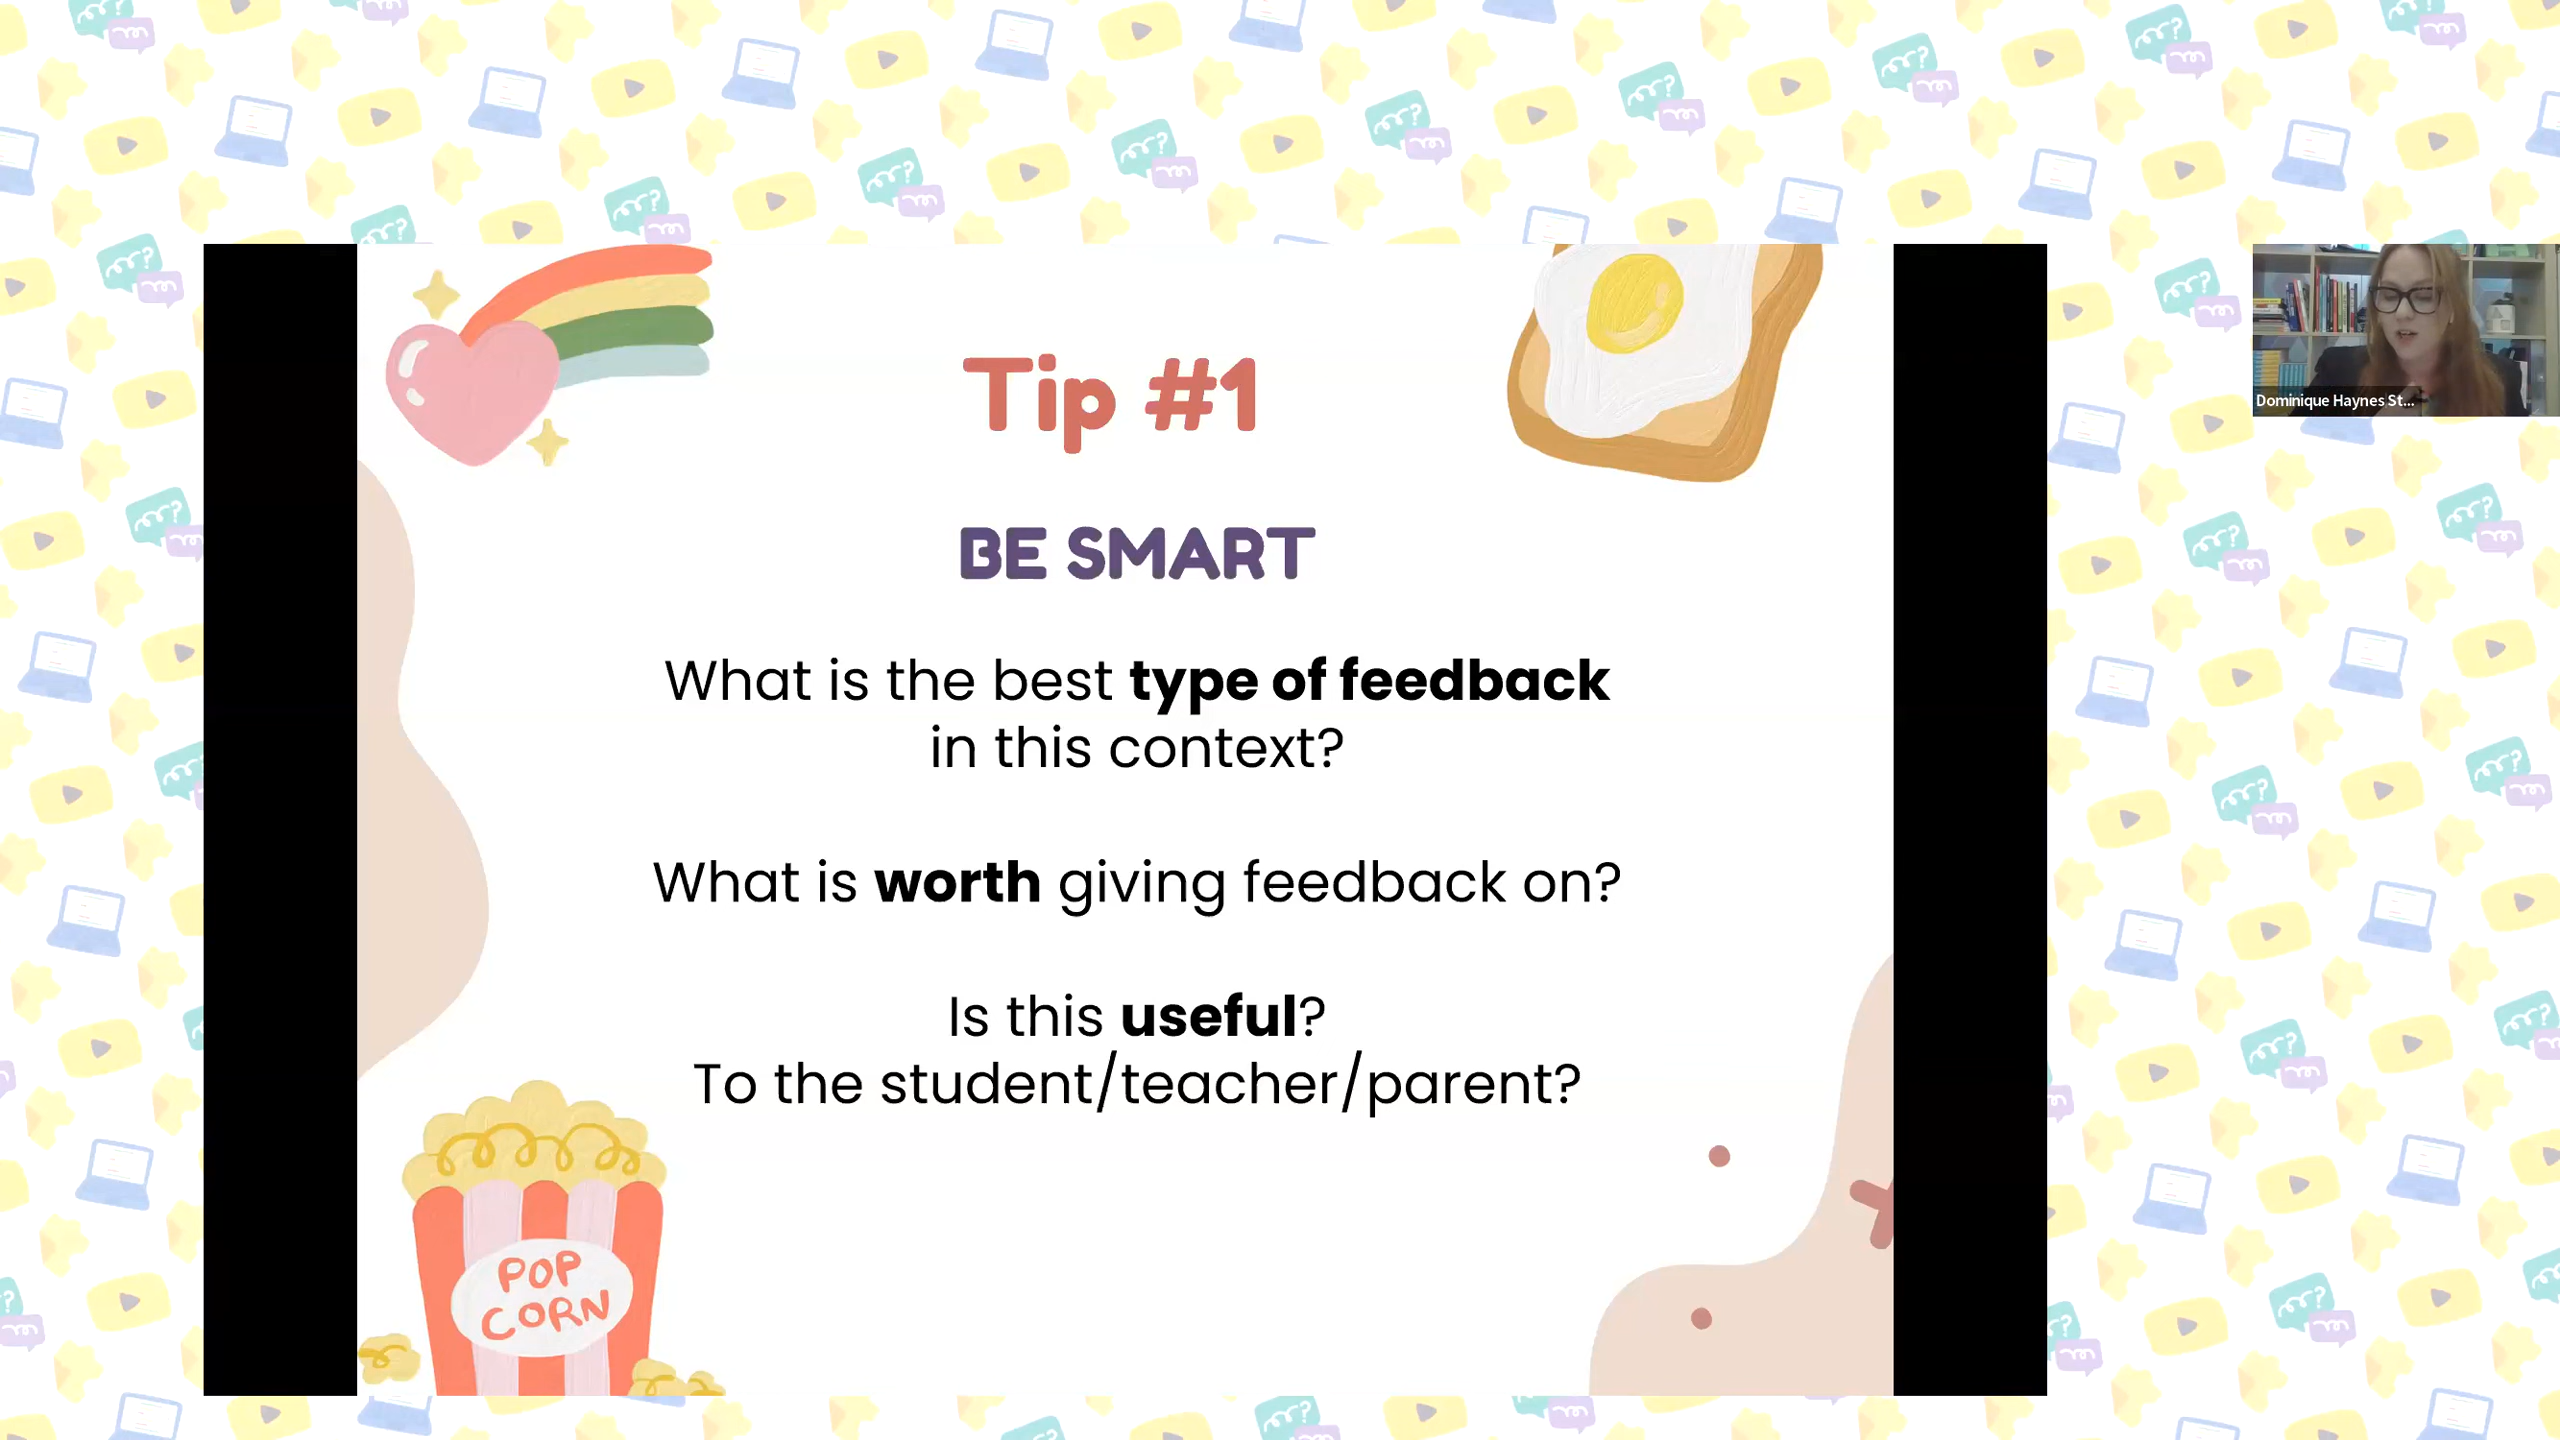 Tip #1
BE SMART
What is the best type of feedback
in this context?
What is worth giving feedback on?
Is this useful?
To the student/teacher/parent?
POP
CORN
Dominique Haynes St...